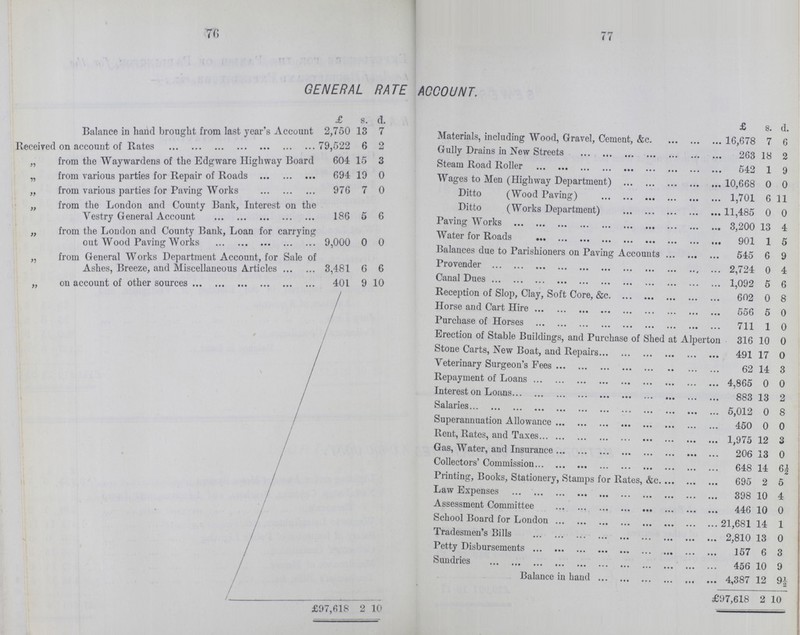 76
77
GENERAL RATE ACCOUNT.
£ s. d.
Balance in hand brought from last year's Account 2,750 13 7
Received on account of Rates ... ... ... ... ... ... ... 79,522 6 2
„ from the Waywardens of the Edgware Highway Board 604 15 3
„ from various parties for Repair of Roads ... ... ... 694 19 0
„ from various parties for Paving Works ... ... ... 976 7 0
„ from the London and County Bank, Interest on the
Vestry General Account ... ... ... ... ... 186 5 6
„ from the London and County Bank, Loan for carrying
out Wood Paving Works ... ... ... ... ... 9,000 0 0
„ from General Works Department Account, for Sale of
Ashes, Breeze, and Miscellaneous Articles ... ... 3,481 6 6
„ on account of other sources ... ... ... ... ... ... 401 9 10
£97,618 2 10
£ s. d.
Materials, including Wood, Gravel, Cement, &c. ... ... ... 16,678 7 6
Gully Drains in New Streets ... ... ... ... ... ... ... 263 18 2
Steam Road Roller ... ... ... ... ... ... ... ... ... 542 1 9
Wages to Men (Highway Department) ... ... ... ... ... 10,668 0 0
Ditto (Wood Paving) ... ... ... ... ... ... 1,701 6 11
Ditto (Works Department) ... ... ... ... ... 11,485 0 0
Paving Works ... ... ... ... ... ... ... ... ... ... 3,200 13 4
Water for Roads ... ... ... ... ... ... ... ... ... 901 1 5
Balances due to Parishioners on Paving Accounts ... ... ... 545 6 9
Provender ... ... ... ... ... ... ... ... ... ... ... 2,724 0 4
Canal Dues ... ... ... ... ... ... ... ... ... ... ... 1,092 5 6
Reception of Slop, Clay, Soft Core, &c. ... ... ... ... ... 602 0 8
Horse and Cart Hire ... ... ... ... ... ... ... ... ... 556 5 0
Purchase of Horses ... ... ... ... ... ... ... ... ... 711 1 0
Erection of Stable Buildings, and Purchase of Shed at Alperton 316 10 0
Stone Carts, New Boat, and Repairs... ... ... ... ... ... 491 17 0
Veterinary Surgeon's Fees ... ... ... ... ... ... ... ... 62 14 3
Repayment of Loans ... ... ... ... ... ... ... ... ... 4,865 0 0
Interest on Loans... ... ... ... ... ... ... ... ... ... 883 13 2
Salaries... ... ... ... ... ... ... ... ... ... ... ... 5,012 0 8
Superannuation Allowance ... ... ... ... ... ... ... ... 450 0 0
Rent, Rates, and Taxes... ... ... ... ... ... ... ... ... 1,975 12 3
Gas, Water, and Insurance ... ... ... ... ... ... ... ... 206 13 0
Collectors' Commission... ... ... ... ... ... ... ... ... 648 14 6½
Printing, Books, Stationery, Stamps for Rates, &c. ... ... ... 695 2 5
Law Expenses ... ... ... ... ... ... ... ... ... ... 398 10 4
Assessment Committee ... ... ... ... ... ... ... ... 446 10 0
School Board for London ... ... ... ... ... ... ... ... 21,681 14 1
Tradesmen's Bills ... ... ... ... ... ... ... ... ... 2,810 13 0
Petty Disbursements ... ... ... ... ... ... ... ... ... 157 6 3
Sundries ... ... ... ... ... ... ... ... ... ... ... 456 10 9
Balance in hand ... ... ... ... ... ... 4,387 12 9½
£97,618 2 10